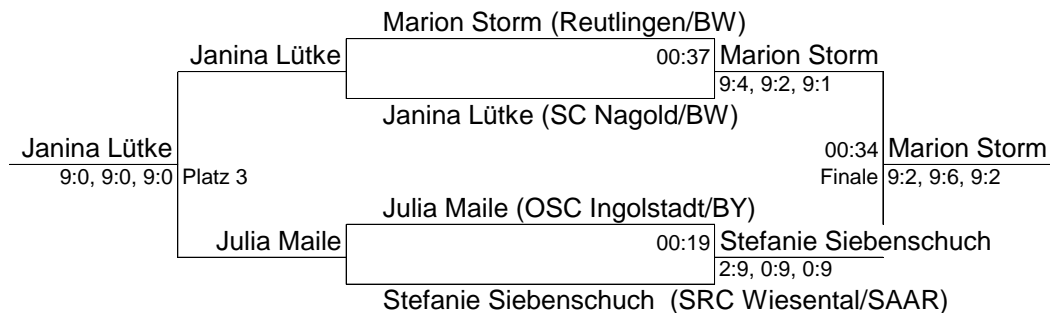 Marion Storm (Reutlingen/BW)
Janina Lütke 00:37 Marion Storm
9:4, 9:2, 9:1
Janina Lütke (SC Nagold/BW)
Janina Lütke 00:34 Marion Storm
9:0, 9:0, 9:0 Platz 3 Finale 9:2, 9:6, 9:2
Julia Maile (OSC Ingolstadt/BY)
Julia Maile 00:19 Stefanie Siebenschuch
2:9, 0:9, 0:9
Stefanie Siebenschuch (SRC Wiesental/SAAR)